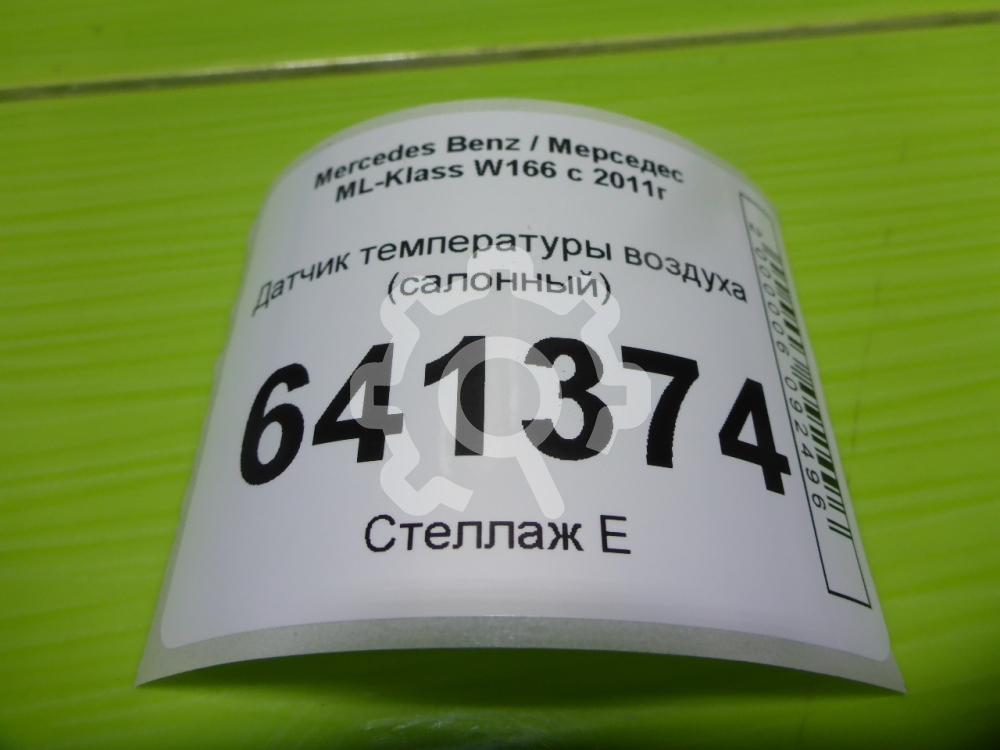 Mercedes Benz / Мерседес
ML-Klass W166 с 2011г
Датчик температуры воздуха
(салонный)
641374
Стеллаж Е
2000006092496